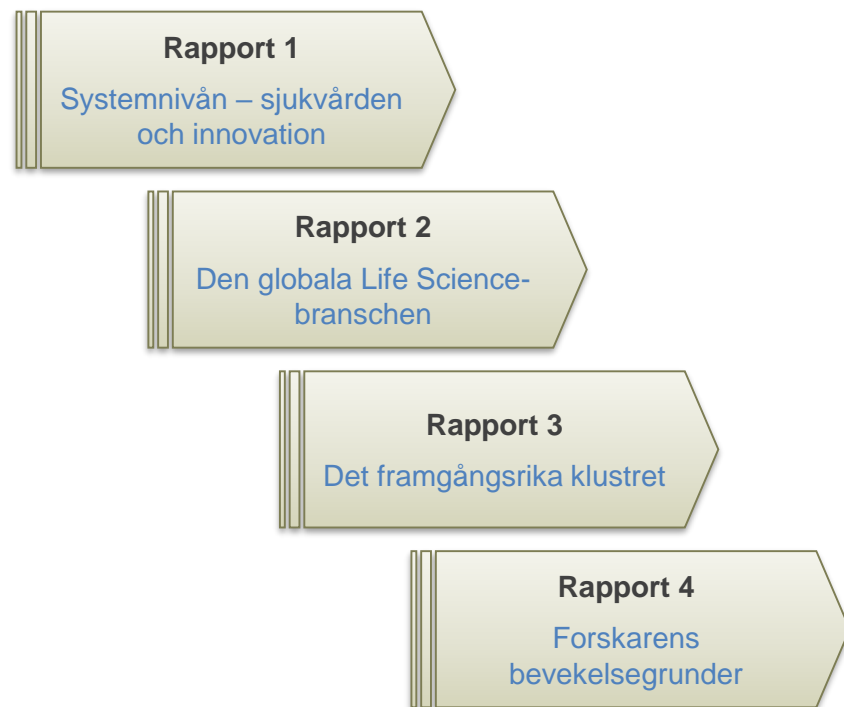 Rapport 1
Systemnivån – sjukvården
och innovation
Rapport 2
Den globala Life Science-
branschen
Rapport 3
Det framgångsrika klustret
Rapport 4
Forskarens
bevekelsegrunder